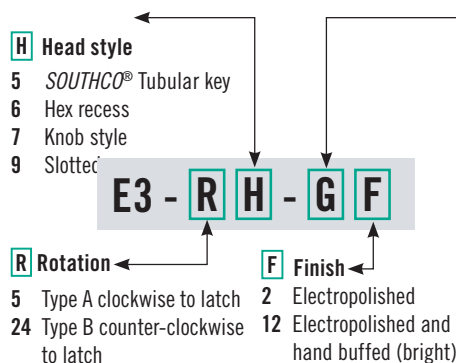 H Head style
5 SOUTHCO® Tubular key
6 Hex recess
7 Knob style
9 Slotted
E3 - R H - G F
R Rotation
5 Type A clockwise to latch
24 Type B counter-clockwise
to latch
F Finish
2 Electropolished
12 Electropolished and
hand buffed (bright)